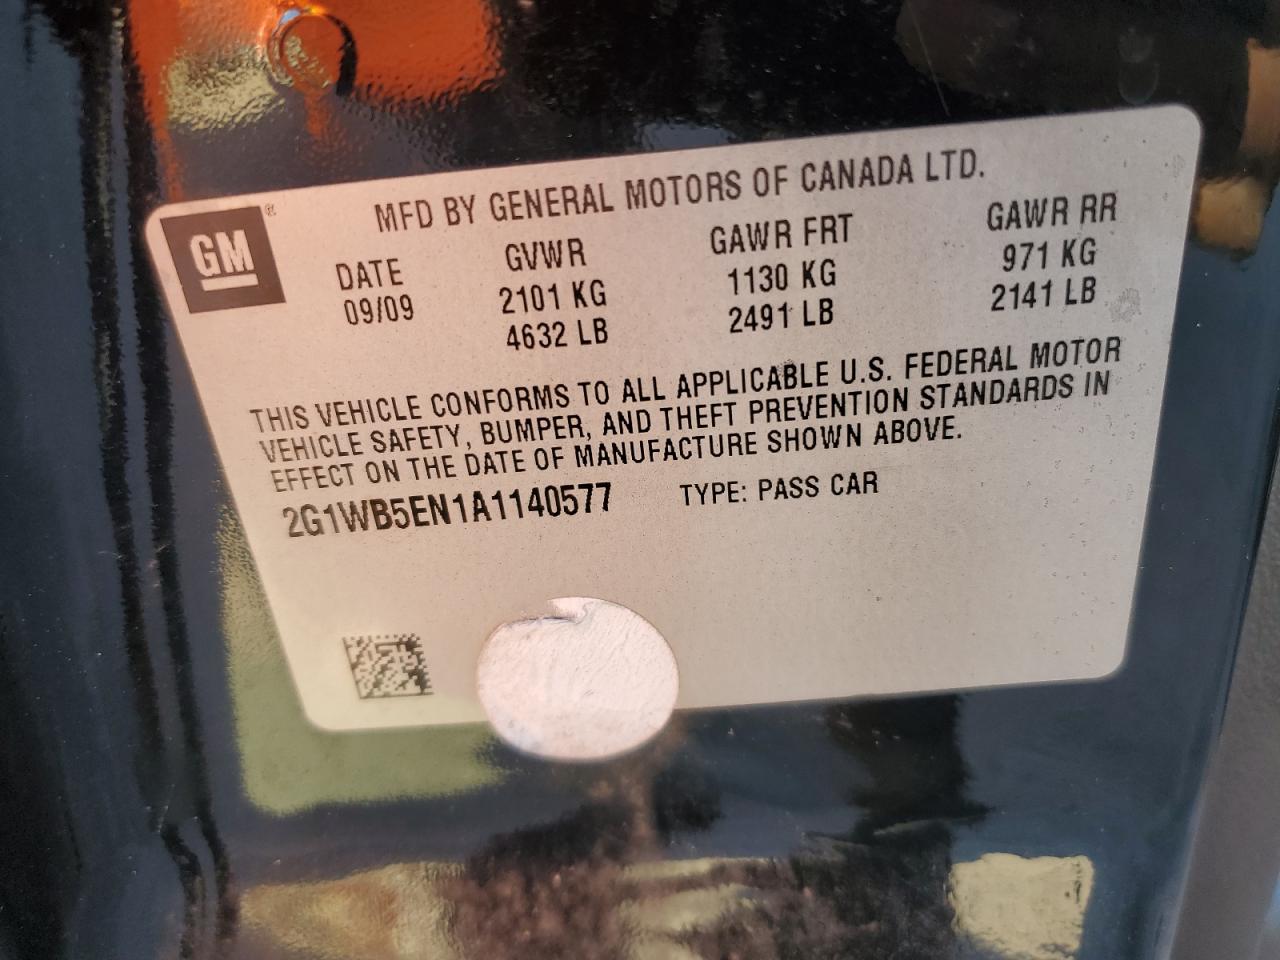 GM ®
MFD BY GENERAL MOTORS OF CANADA LTD.
DATE GVWR GAWR FRT GAWR RR
09/09 2101 KG 1130 KG 971 KG
4632 LB 2491 LB 2141 LB
THIS VEHICLE CONFORMS TO ALL APPLICABLE U.S. FEDERAL MOTOR
VEHICLE SAFETY, BUMPER, AND THEFT PREVENTION STANDARDS IN
EFFECT ON THE DATE OF MANUFACTURE SHOWN ABOVE.
2G1WB5EN1A1140577 TYPE: PASS CAR